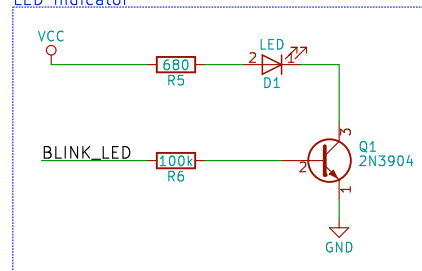 LED Indicator
VCC
LED
2
680
1
R5
D1
3
Q1
2N3904
BLINK_LED
100k
2
R6
1
GND